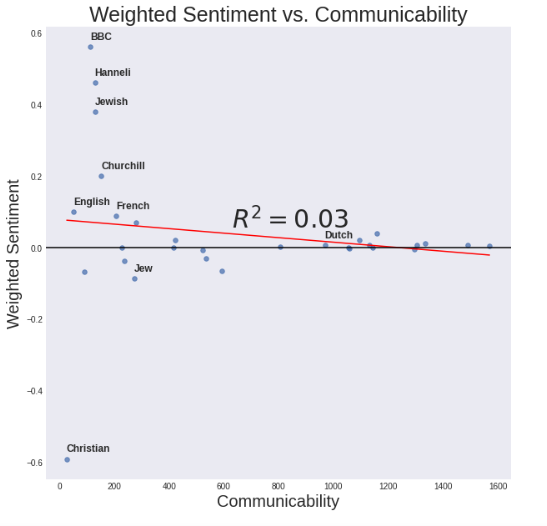 Weighted Sentiment vs. Communicability
0.6
BBC
Hanneli
0.4
Jewish
Churchill
0.2
English
French
R² = 0.03
Dutch
0.0
Jew
−0.2
−0.4
Christian
−0.6
0 200 400 600 800 1000 1200 1400 1600
Communicability
Weighted Sentiment